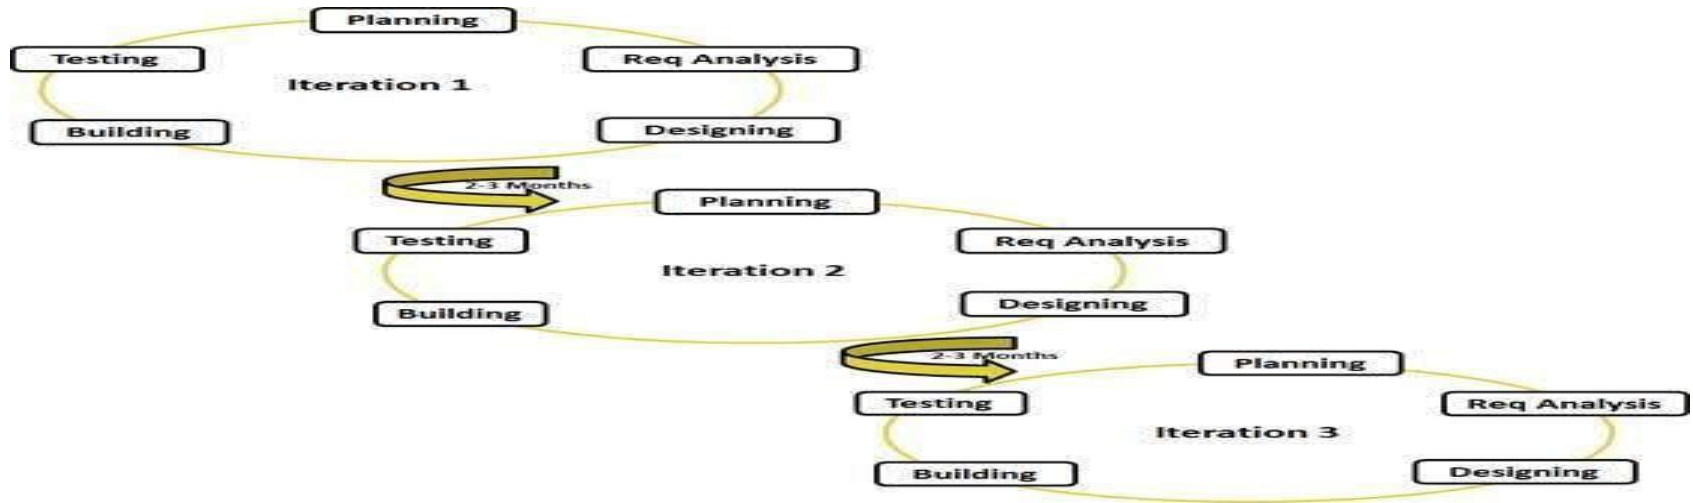 Planning
Testing
Req Analysis
Iteration 1
Building
Designing
2-3 Months
Planning
Testing
Req Analysis
Iteration 2
Designing
Building
2-3 Months
Planning
Testing
Req Analysis
Iteration 3
Building
Designing